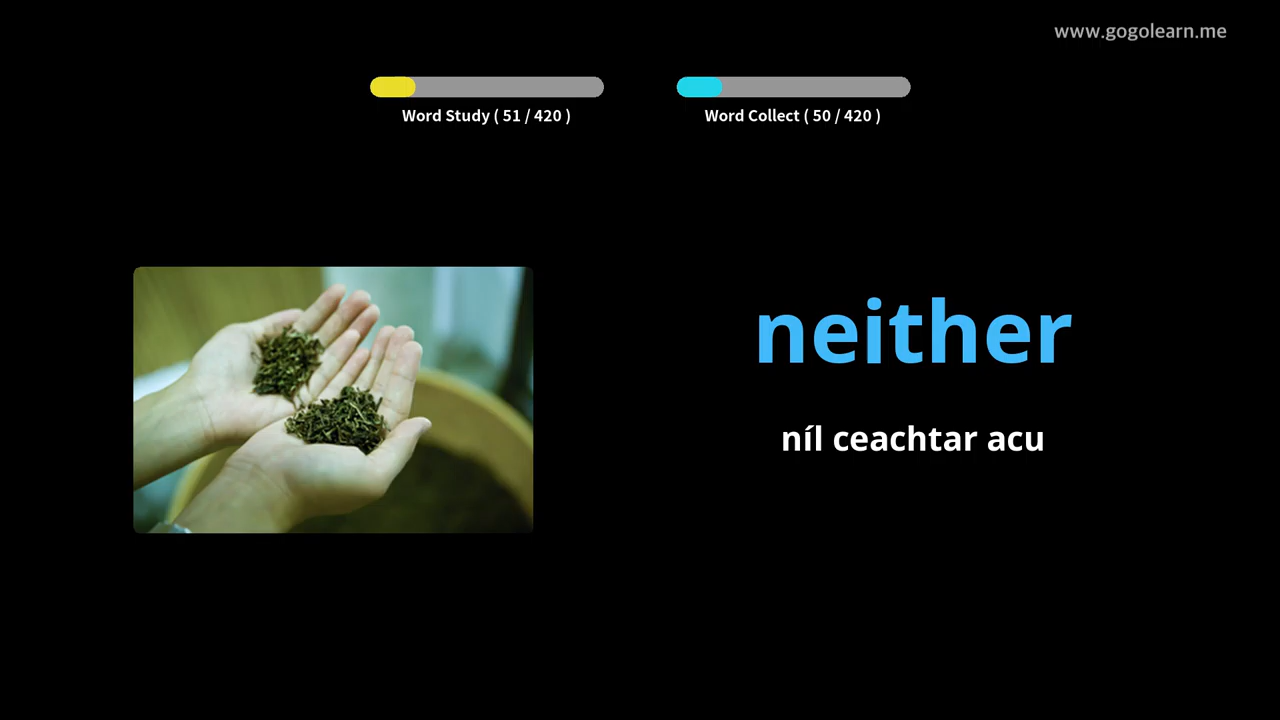 www.gogolearn.me
Word Study ( 51 / 420 )
Word Collect ( 50 / 420 )
neither
níl ceachtar acu